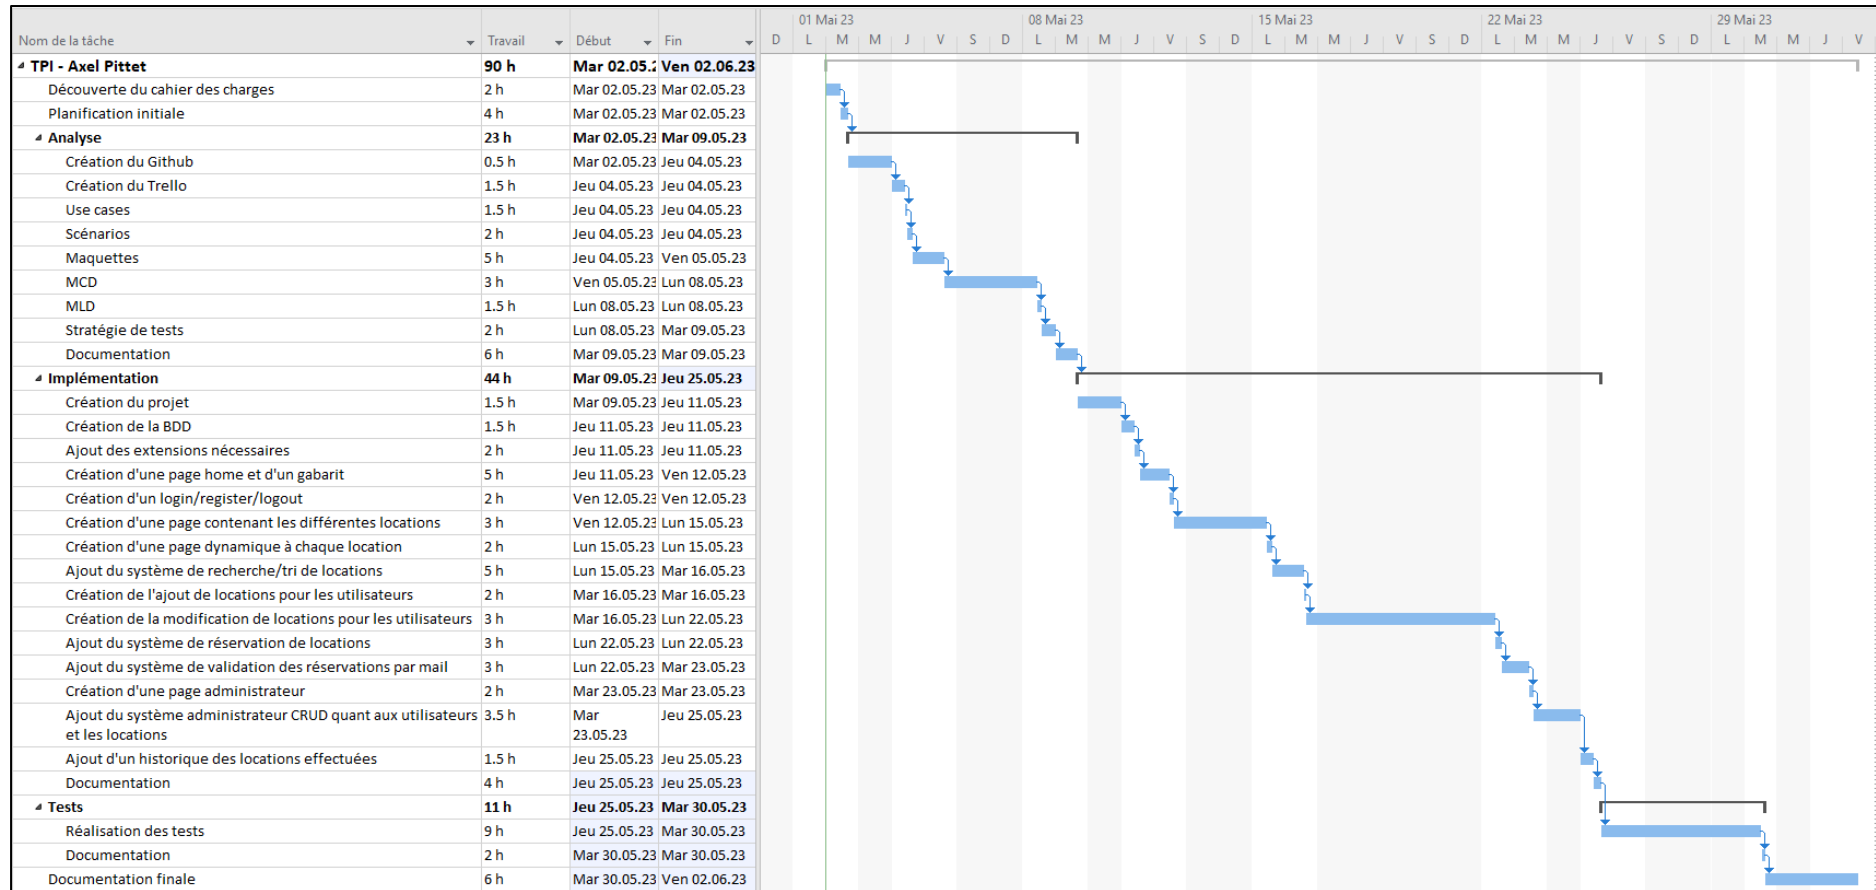 01 Mai 23 08 Mai 23 15 Mai 23 22 Mai 23 29 Mai 23
Nom de la tâche Travail Début Fin D L M M J V S D L M M J V S D L M M J V S D L M M J V S D L M M J V
TPI - Axel Pittet 90 h Mar 02.05.2 Ven 02.06.23
Découverte du cahier des charges 2 h Mar 02.05.23 Mar 02.05.23
Planification initiale 4 h Mar 02.05.23 Mar 02.05.23
Analyse 23 h Mar 02.05.23 Mar 09.05.23
Création du Github 0.5 h Mar 02.05.23 Jeu 04.05.23
Création du Trello 1.5 h Jeu 04.05.23 Jeu 04.05.23
Use cases 1.5 h Jeu 04.05.23 Jeu 04.05.23
Scénarios 2 h Jeu 04.05.23 Jeu 04.05.23
Maquettes 5 h Jeu 04.05.23 Ven 05.05.23
MCD 3 h Ven 05.05.23 Lun 08.05.23
MLD 1.5 h Lun 08.05.23 Lun 08.05.23
Stratégie de tests 2 h Lun 08.05.23 Mar 09.05.23
Documentation 6 h Mar 09.05.23 Mar 09.05.23
Implémentation 44 h Mar 09.05.23 Jeu 25.05.23
Création du projet 1.5 h Mar 09.05.23 Jeu 11.05.23
Création de la BDD 1.5 h Jeu 11.05.23 Jeu 11.05.23
Ajout des extensions nécessaires 2 h Jeu 11.05.23 Jeu 11.05.23
Création d'une page home et d'un gabarit 5 h Jeu 11.05.23 Ven 12.05.23
Création d'un login/register/logout 2 h Ven 12.05.23 Ven 12.05.23
Création d'une page contenant les différentes locations 3 h Ven 12.05.23 Lun 15.05.23
Création d'une page dynamique à chaque location 2 h Lun 15.05.23 Lun 15.05.23
Ajout du système de recherche/tri de locations 5 h Lun 15.05.23 Mar 16.05.23
Création de l'ajout de locations pour les utilisateurs 2 h Mar 16.05.23 Mar 16.05.23
Création de la modification de locations pour les utilisateurs 3 h Mar 16.05.23 Lun 22.05.23
Ajout du système de réservation de locations 3 h Lun 22.05.23 Lun 22.05.23
Ajout du système de validation des réservations par mail 3 h Lun 22.05.23 Mar 23.05.23
Création d'une page administrateur 2 h Mar 23.05.23 Mar 23.05.23
Ajout du système administrateur CRUD quant aux utilisateurs 3.5 h Mar Jeu 25.05.23
et les locations 23.05.23
Ajout d'un historique des locations effectuées 1.5 h Jeu 25.05.23 Jeu 25.05.23
Documentation 4 h Jeu 25.05.23 Jeu 25.05.23
Tests 11 h Jeu 25.05.23 Mar 30.05.23
Réalisation des tests 9 h Jeu 25.05.23 Mar 30.05.23
Documentation 2 h Mar 30.05.23 Mar 30.05.23
Documentation finale 6 h Mar 30.05.23 Ven 02.06.23